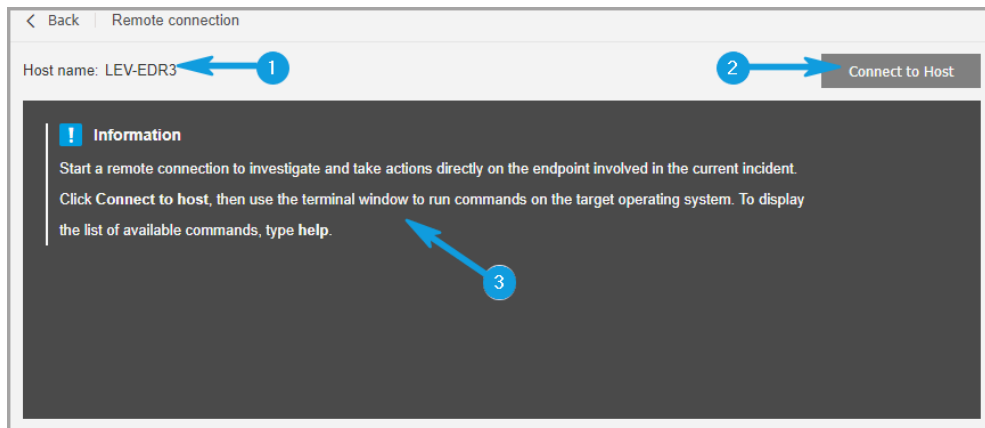 Back Remote connection
Host name: LEV-EDR3 1 2 Connect to Host
! Information
Start a remote connection to investigate and take actions directly on the endpoint involved in the current incident.
Click Connect to host, then use the terminal window to run commands on the target operating system. To display
the list of available commands, type help.
3